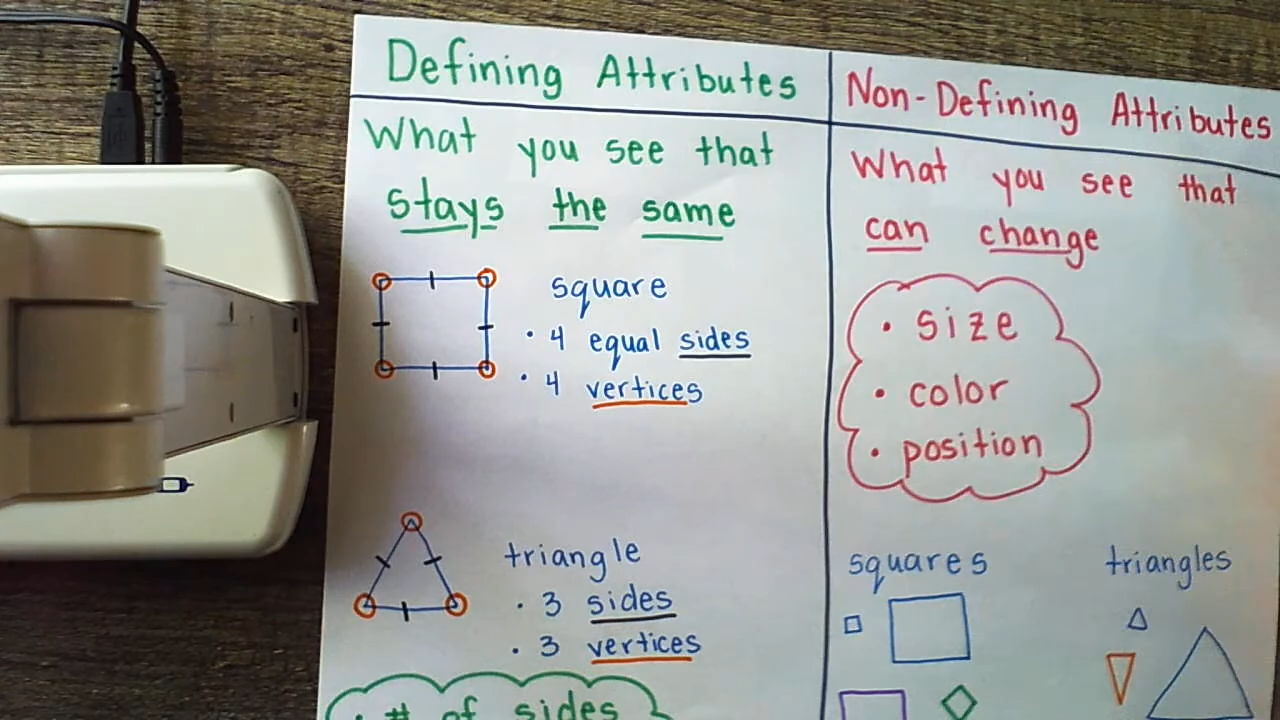 Defining Attributes
What you see that
stays the same
square
• 4 equal sides
• 4 vertices
triangle
• 3 sides
• 3 vertices
• # of sides
Non-Defining Attributes
What you see that
can change
• size
• color
• position
squares
triangles